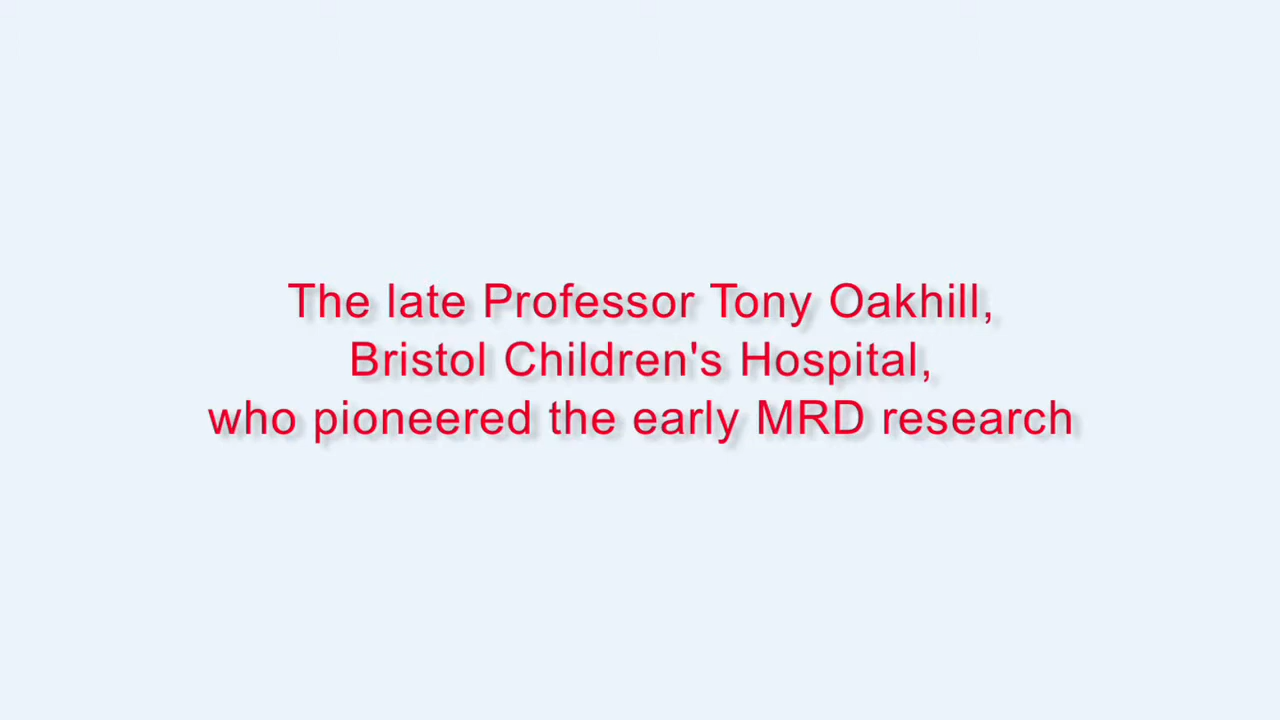 The late Professor Tony Oakhill,
Bristol Children's Hospital,
who pioneered the early MRD research